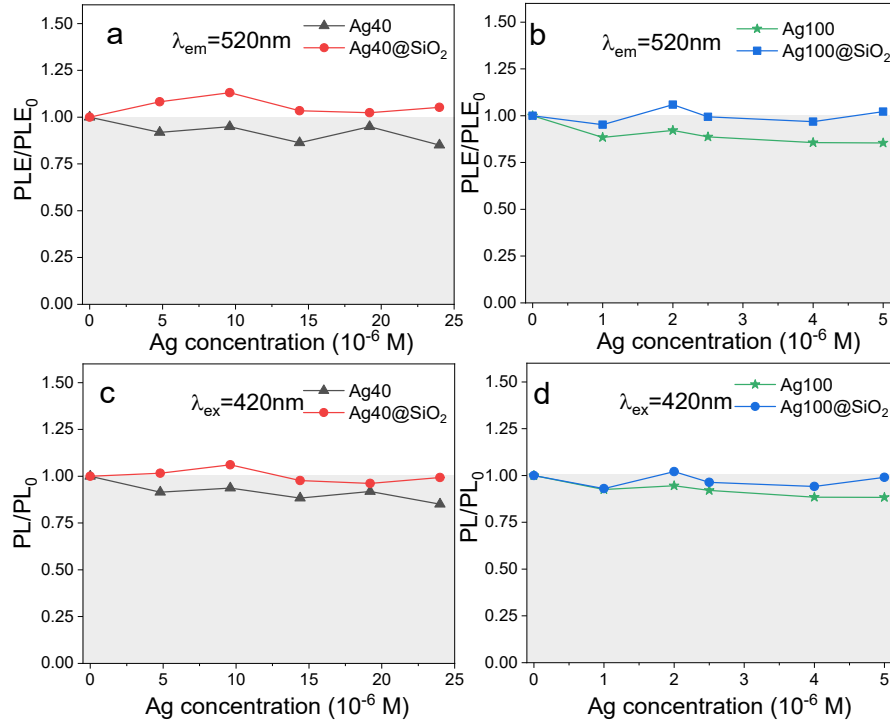 a
λem=520nm
Ag40
Ag40@SiO2
PLE/PLE0
1.50
1.25
1.00
0.75
0.50
0.25
0.00
0 5 10 15 20 25
Ag concentration (10-6 M)
b
λem=520nm
Ag100
Ag100@SiO2
PLE/PLE0
1.50
1.25
1.00
0.75
0.50
0.25
0.00
0 1 2 3 4 5
Ag concentration (10-6 M)
c
λex=420nm
Ag40
Ag40@SiO2
PL/PL0
1.50
1.25
1.00
0.75
0.50
0.25
0.00
0 5 10 15 20 25
Ag concentration (10-6 M)
d
λex=420nm
Ag100
Ag100@SiO2
PL/PL0
1.50
1.25
1.00
0.75
0.50
0.25
0.00
0 1 2 3 4 5
Ag concentration (10-6 M)